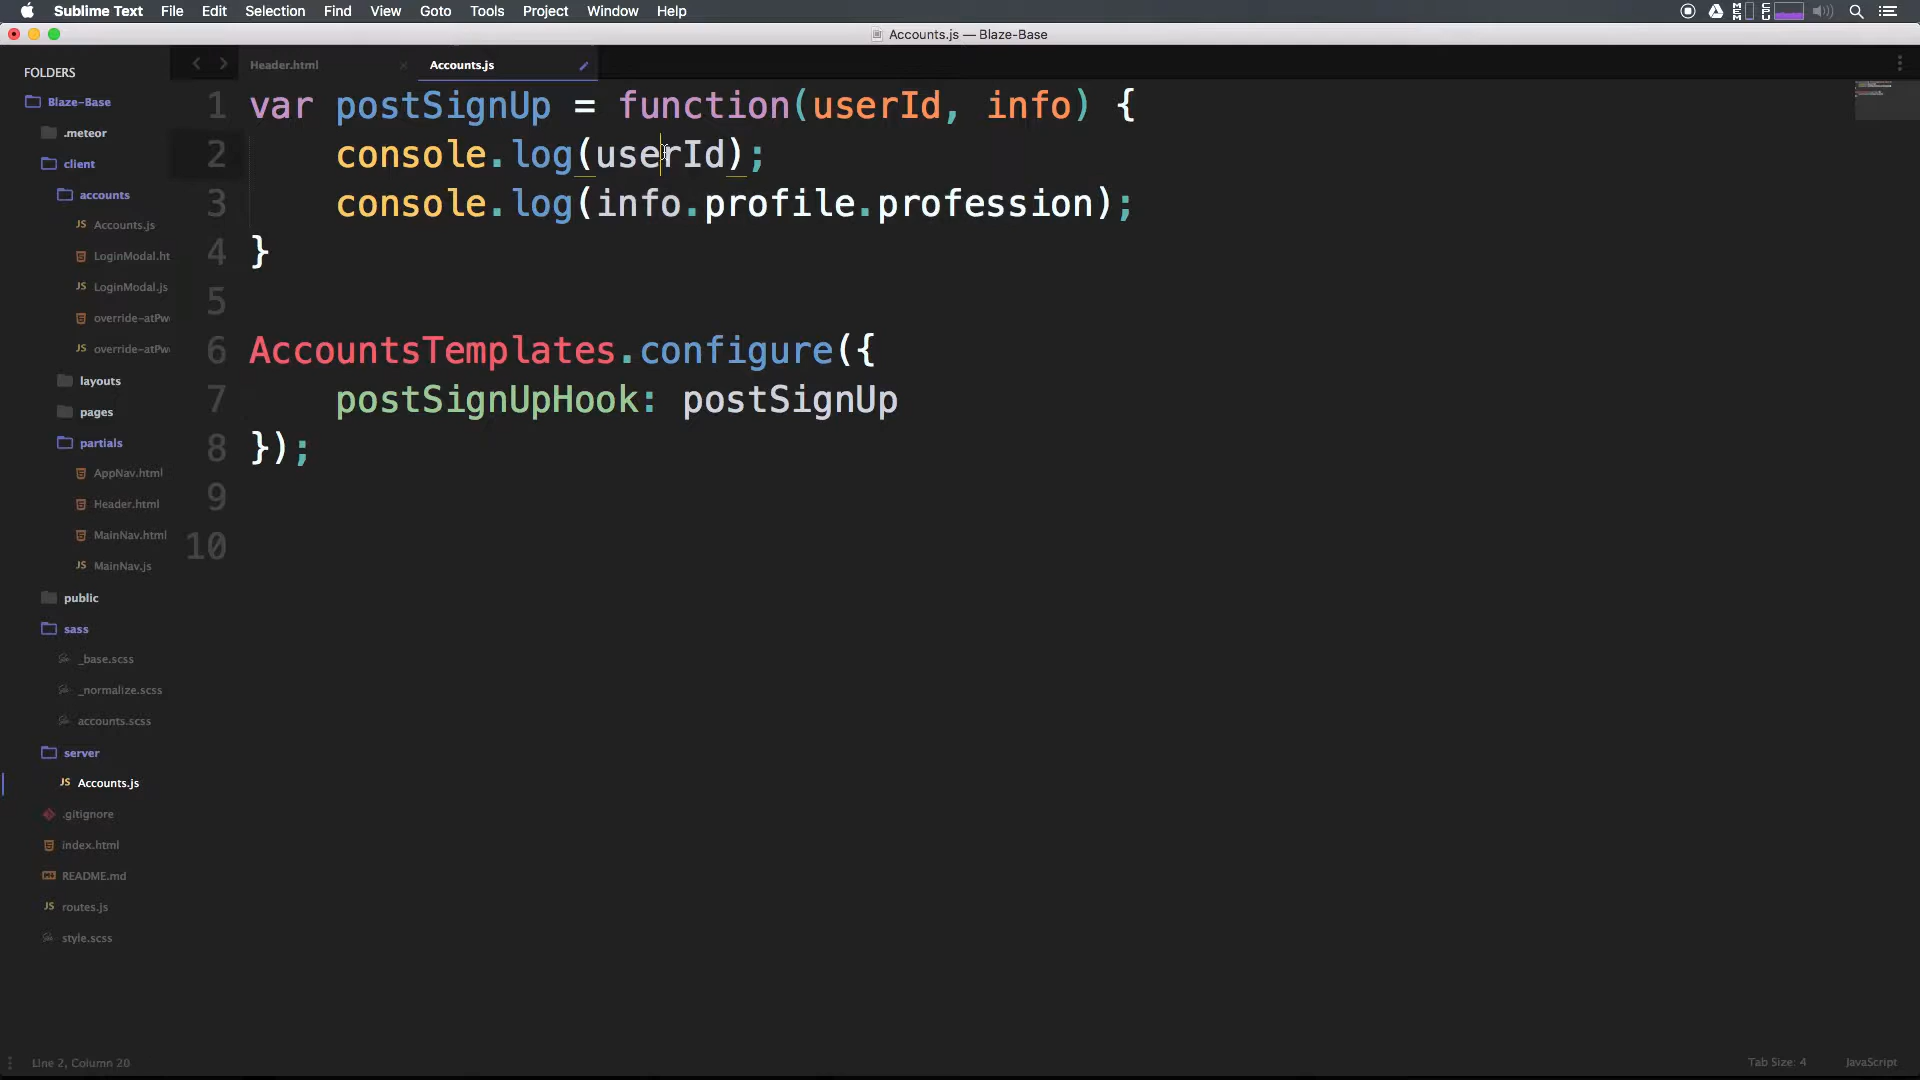 Sublime Text File Edit Selection Find View Goto Tools Project Window Help
Accounts.js — Blaze-Base
FOLDERS
Blaze-Base
.meteor
client
accounts
Accounts.js
LoginModal.ht
LoginModal.js
override-atPw
override-atPw
layouts
pages
partials
AppNav.html
Header.html
MainNav.html
MainNav.js
public
sass
_base.scss
_normalize.scss
accounts.scss
server
Accounts.js
.gitignore
index.html
README.md
routes.js
style.scss
Header.html Accounts.js
1 var postSignUp = function(userId, info) {
2 console.log(userId);
3 console.log(info.profile.profession);
4 }
5
6 AccountsTemplates.configure({
7 postSignUpHook: postSignUp
8 });
9
10
Line 2, Column 20 Tab Size: 4 JavaScript